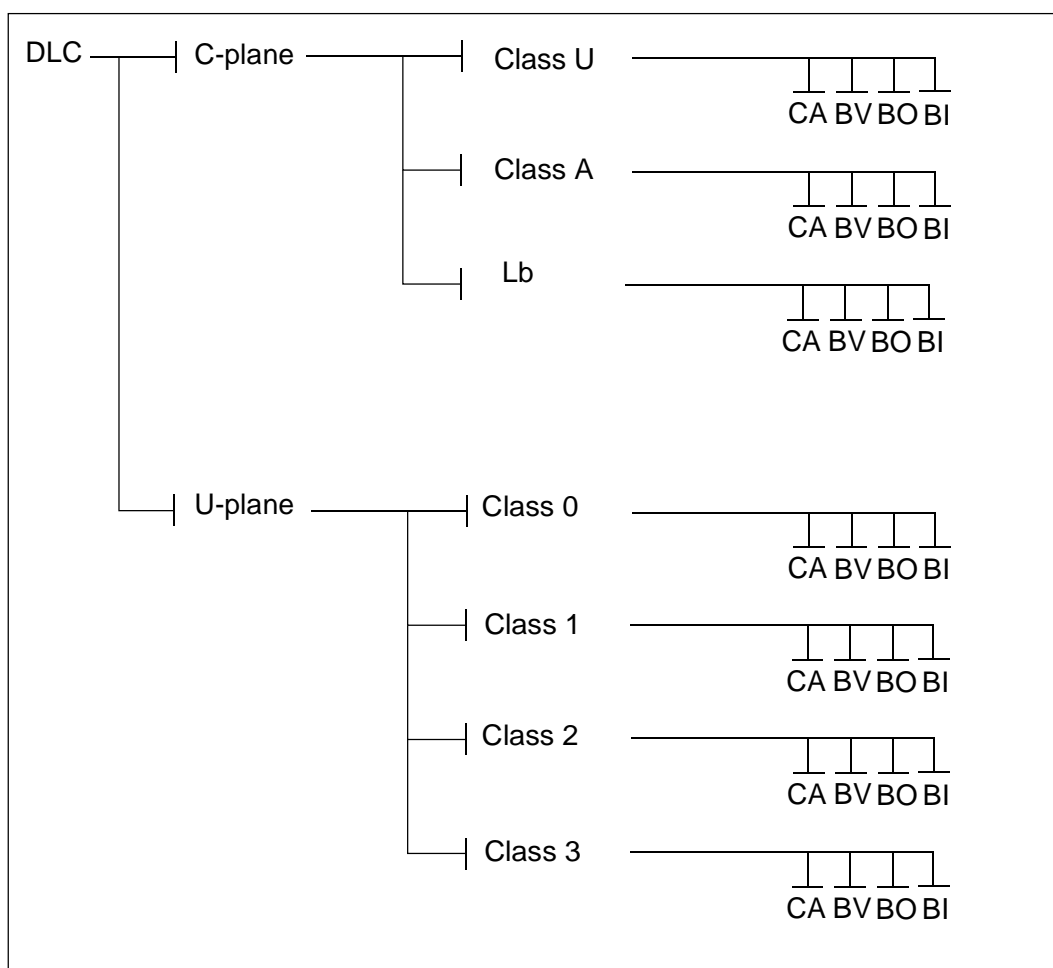 DLC C-plane Class U
CA BV BO BI
Class A
CA BV BO BI
Lb
CA BV BO BI
U-plane Class 0
CA BV BO BI
Class 1
CA BV BO BI
Class 2
CA BV BO BI
Class 3
CA BV BO BI